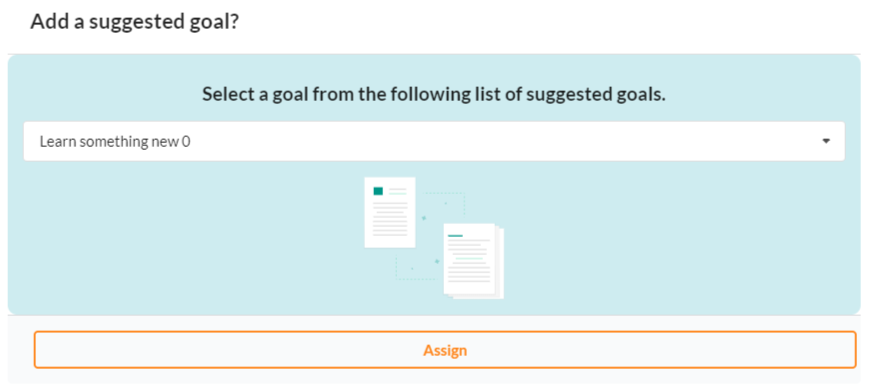 Add a suggested goal?
Select a goal from the following list of suggested goals.
Learn something new 0
Assign